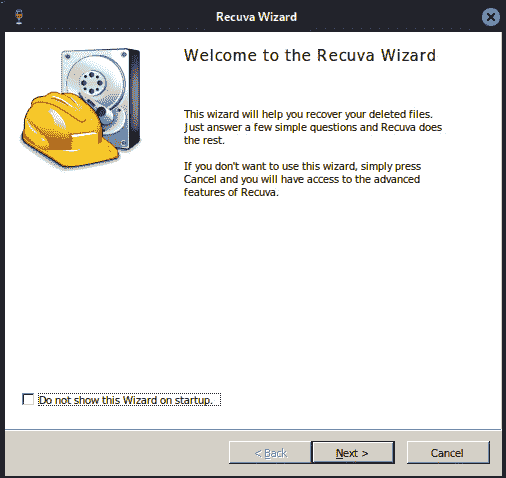 Recuva Wizard
Welcome to the Recuva Wizard
This wizard will help you recover your deleted files.
Just answer a few simple questions and Recuva does
the rest.
If you don't want to use this wizard, simply press
Cancel and you will have access to the advanced
features of Recuva.
Do not show this Wizard on startup.
< Back
Next >
Cancel